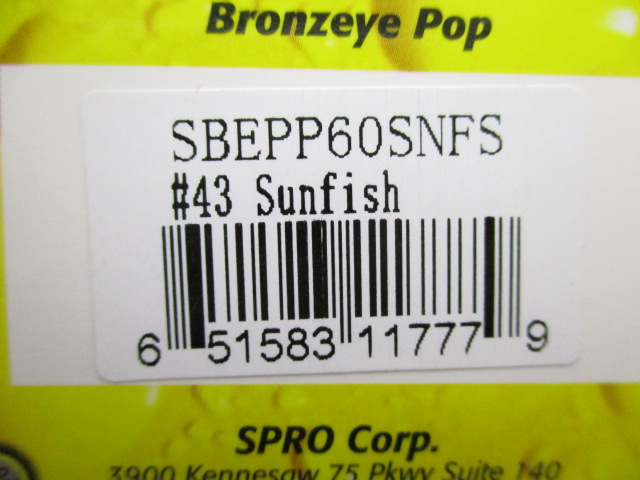 Bronzeye Pop
SBEPP60SNFS
#43 Sunfish
6 51583 11777 9
SPRO Corp.
3900 Kennesaw 75 Pkwy Suite 140